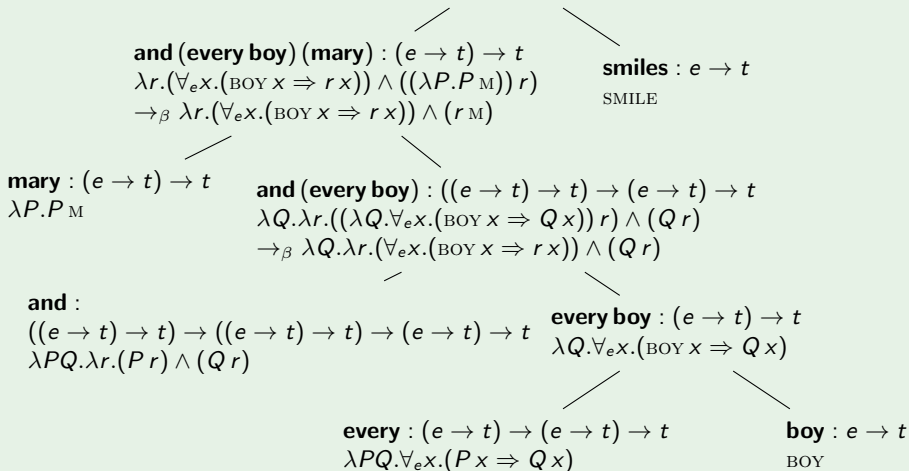 and (every boy) (mary) : (e → t) → t
λr.(∀ₑx.(BOY x ⇒ r x)) ∧ ((λP.P M)) r)
→β λr.(∀ₑx.(BOY x ⇒ r x)) ∧ (r M)
smiles : e → t
SMILE
mary : (e → t) → t
λP.P M
and (every boy) : ((e → t) → t) → (e → t) → t
λQ.λr.((λQ.∀ₑx.(BOY x ⇒ Q x)) r) ∧ (Q r)
→β λQ.λr.(∀ₑx.(BOY x ⇒ r x)) ∧ (Q r)
and :
((e → t) → t) → ((e → t) → t) → (e → t) → t
λPQ.λr.(P r) ∧ (Q r)
every boy : (e → t) → t
λQ.∀ₑx.(BOY x ⇒ Q x)
every : (e → t) → (e → t) → t
λPQ.∀ₑx.(P x ⇒ Q x)
boy : e → t
BOY